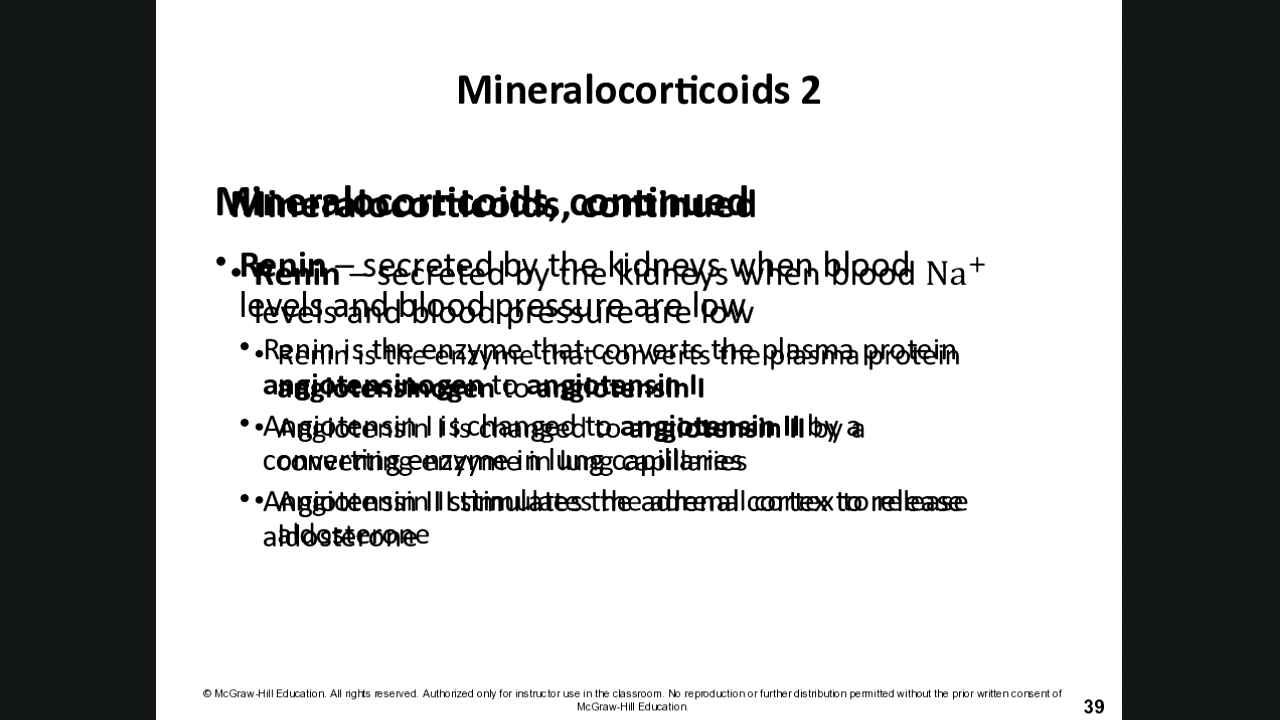 Mineralocorticoids 2
Mineralocorticoids, continued
• Renin – secreted by the kidneys when blood Na⁺
levels and blood pressure are low
• Renin is the enzyme that converts the plasma protein
angiotensinogen to angiotensin I
• Angiotensin I is changed to angiotensin II by a
converting enzyme in lung capillaries
• Angiotensin II stimulates the adrenal cortex to release
aldosterone
© McGraw-Hill Education. All rights reserved. Authorized only for instructor use in the classroom. No reproduction or further distribution permitted without the prior written consent of
McGraw-Hill Education.
39